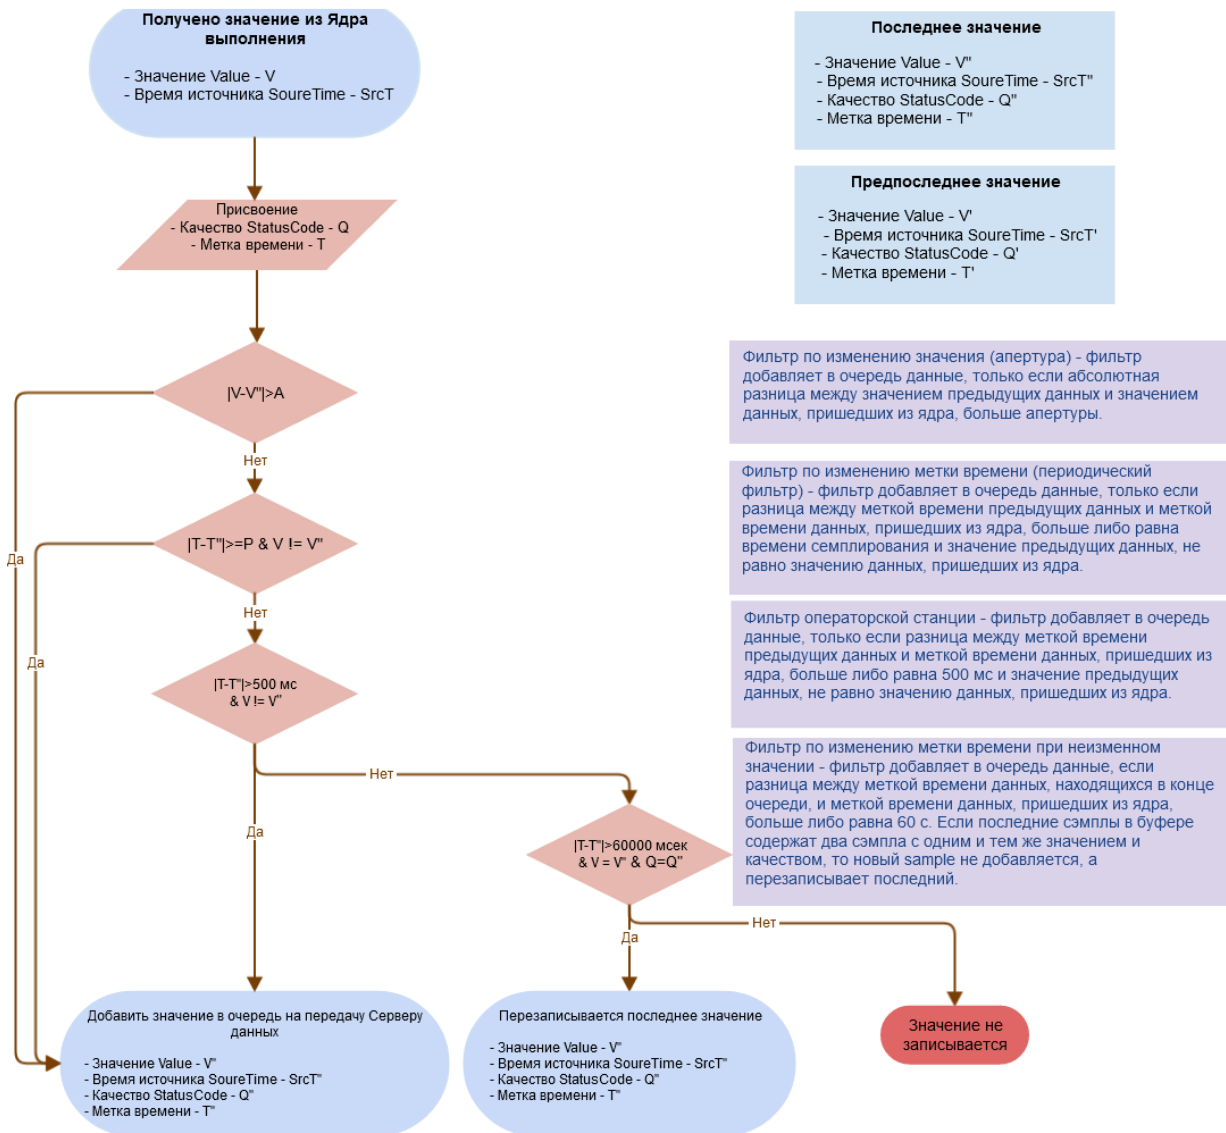 Получено значение из Ядра
выполнения
- Значение Value - V
- Время источника SoureTime - SrcT
Последнее значение
- Значение Value - V"
- Время источника SoureTime - SrcT"
- Качество StatusCode - Q"
- Метка времени - T"
Предпоследнее значение
- Значение Value - V'
- Время источника SoureTime - SrcT'
- Качество StatusCode - Q'
- Метка времени - T'
Присвоение
- Качество StatusCode - Q
- Метка времени - T
|V-V"|>A
Нет
Да
Фильтр по изменению значения (апертура) - фильтр
добавляет в очередь данные, только если абсолютная
разница между значением предыдущих данных и значением
данных, пришедших из ядра, больше апертуры.
|T-T"|>=P & V != V"
Нет
Да
Фильтр по изменению метки времени (периодический
фильтр) - фильтр добавляет в очередь данные, только если
разница между меткой времени предыдущих данных и меткой
времени данных, пришедших из ядра, больше либо равна
времени семплирования и значение предыдущих данных, не
равно значению данных, пришедших из ядра.
|T-T"|>500 мс
& V != V"
Нет
Да
Фильтр операторской станции - фильтр добавляет в очередь
данные, только если разница между меткой времени
предыдущих данных и меткой времени данных, пришедших из
ядра, больше либо равна 500 мс и значение предыдущих
данных, не равно значению данных, пришедших из ядра.
Фильтр по изменению метки времени при неизменном
значении - фильтр добавляет в очередь данные, если
разница между меткой времени данных, находящихся в конце
очереди, и меткой времени данных, пришедших из ядра,
больше либо равна 60 с. Если последние сэмплы в буфере
содержат два сэмпла с одним и тем же значением и
качеством, то новый sample не добавляется, а
перезаписывает последний.
|T-T"|>60000 мсек
& V = V" & Q=Q"
Да
Нет
Добавить значение в очередь на передачу Серверу
данных
- Значение Value - V"
- Время источника SoureTime - SrcT"
- Качество StatusCode - Q"
- Метка времени - T"
Перезаписывается последнее значение
- Значение Value - V"
- Время источника SoureTime - SrcT"
- Качество StatusCode - Q"
- Метка времени - T"
Значение не
записывается